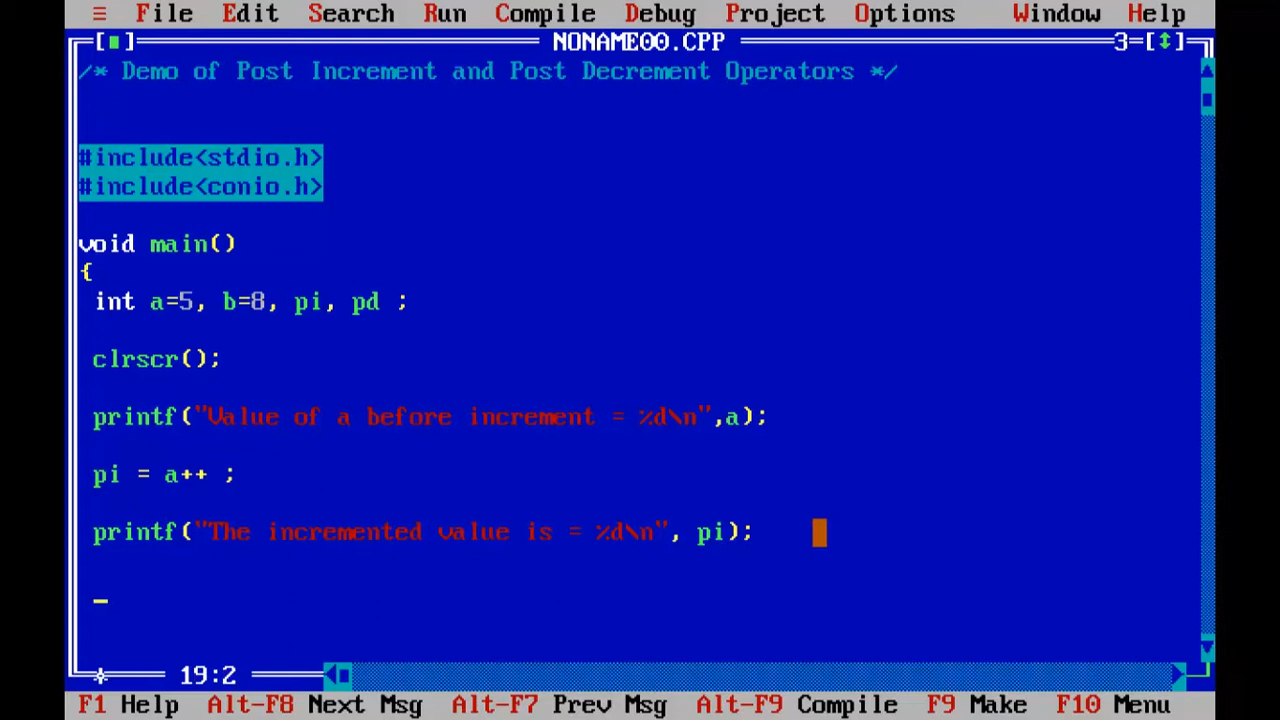 ≡ File Edit Search Run Compile Debug Project Options Window Help
[■] NONAME00.CPP 3=[↕]
/* Demo of Post Increment and Post Decrement Operators */
#include<stdio.h>
#include<conio.h>
void main()
{
int a=5, b=8, pi, pd ;
clrscr();
printf("Value of a before increment = %d\n",a);
pi = a++ ;
printf("The incremented value is = %d\n", pi);
19:2
F1 Help Alt-F8 Next Msg Alt-F7 Prev Msg Alt-F9 Compile F9 Make F10 Menu